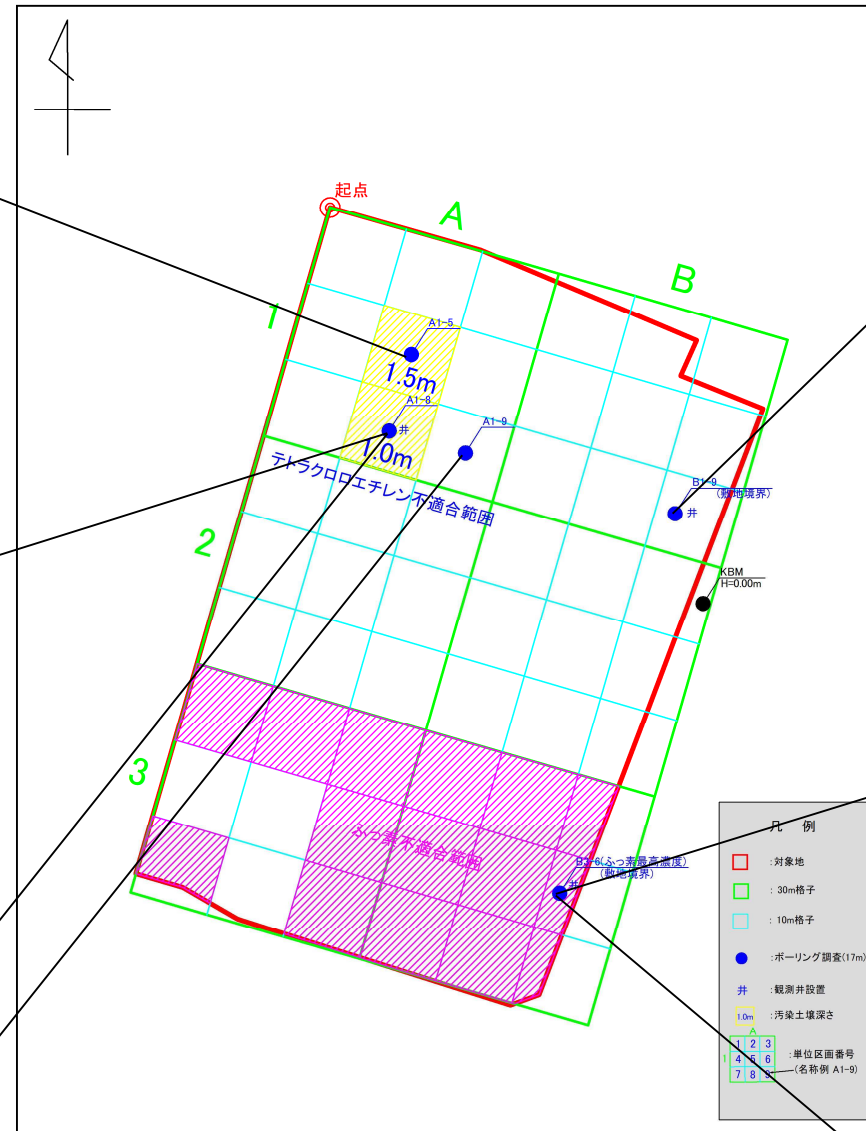 起点
A
B
1
A1-5
1.5m
A1-8
井
1.0m
A1-9
テトラクロロエチレン不適合範囲
B1-9
(敷地境界)
井
2
KBM
H=0.00m
3
ふっ素不適合範囲
B3-6(ふっ素最高濃度)
(敷地境界)
井
凡 例
:対象地
:30m格子
:10m格子
:ボーリング調査(17m)
井 :観測井設置
1.0m :汚染土壌深さ
A
1 2 3
1 4 5 6 :単位区画番号
7 8 9 (名称例 A1-9)